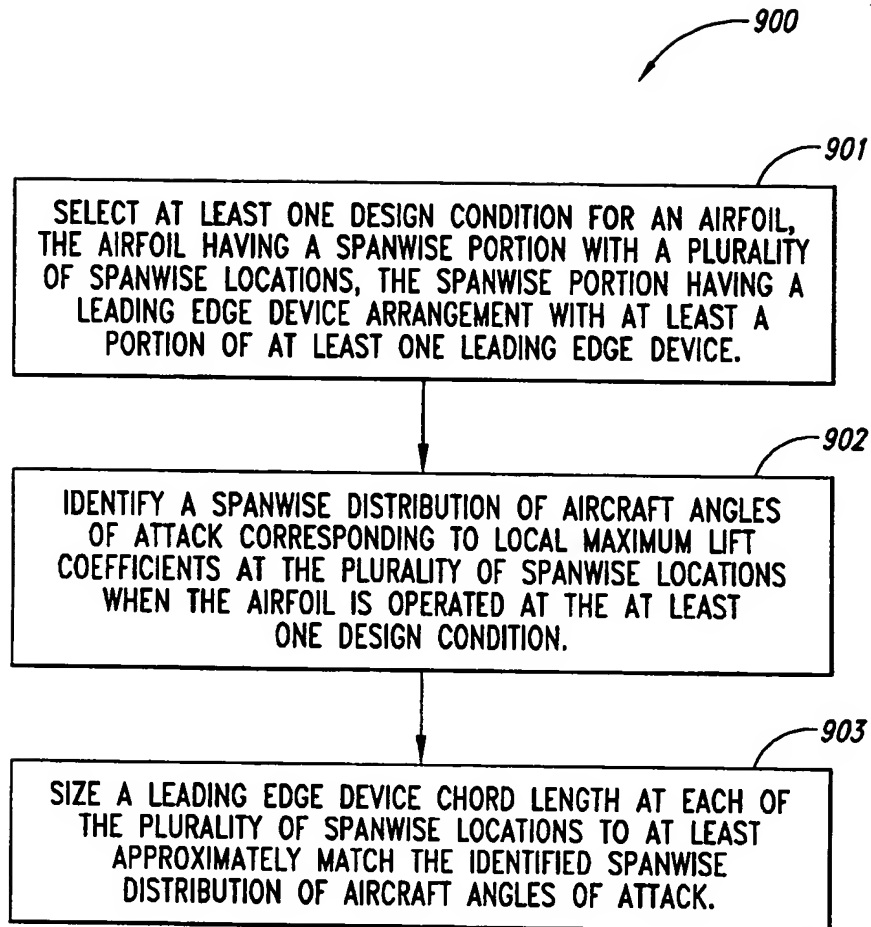 900
901
SELECT AT LEAST ONE DESIGN CONDITION FOR AN AIRFOIL,
THE AIRFOIL HAVING A SPANWISE PORTION WITH A PLURALITY
OF SPANWISE LOCATIONS, THE SPANWISE PORTION HAVING A
LEADING EDGE DEVICE ARRANGEMENT WITH AT LEAST A
PORTION OF AT LEAST ONE LEADING EDGE DEVICE.
902
IDENTIFY A SPANWISE DISTRIBUTION OF AIRCRAFT ANGLES
OF ATTACK CORRESPONDING TO LOCAL MAXIMUM LIFT
COEFFICIENTS AT THE PLURALITY OF SPANWISE LOCATIONS
WHEN THE AIRFOIL IS OPERATED AT THE AT LEAST
ONE DESIGN CONDITION.
903
SIZE A LEADING EDGE DEVICE CHORD LENGTH AT EACH OF
THE PLURALITY OF SPANWISE LOCATIONS TO AT LEAST
APPROXIMATELY MATCH THE IDENTIFIED SPANWISE
DISTRIBUTION OF AIRCRAFT ANGLES OF ATTACK.